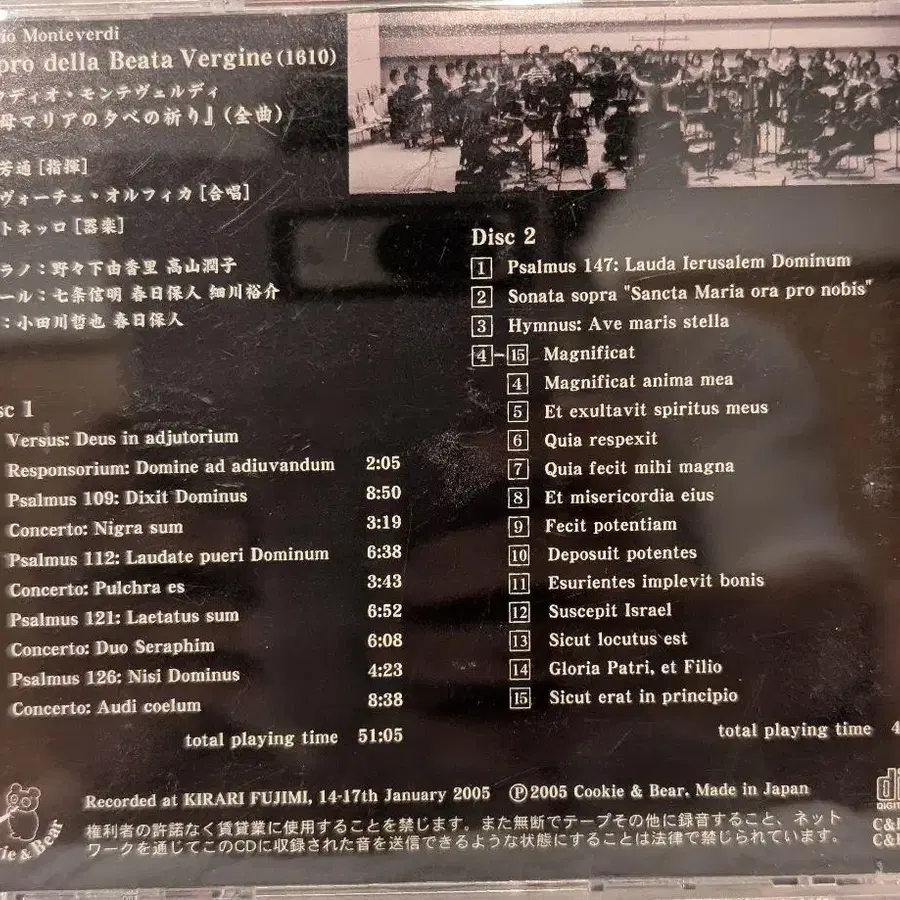 io Monteverdi
pro della Beata Vergine (1610)
ウディオ・モンテヴェルディ
母マリアの夕べの祈り』(全曲)
芳通 [指揮]
ヴォーチェ・オルフィカ [合唱]
トネッロ [器楽]
ラノ：野々下由香里 高山潤子
ール：七条信明 春日保人 細川裕介
：小田川哲也 春日保人
sc 1
Versus: Deus in adjutorium
Responsorium: Domine ad adiuvandum 2:05
Psalmus 109: Dixit Dominus 8:50
Concerto: Nigra sum 3:19
Psalmus 112: Laudate pueri Dominum 6:38
Concerto: Pulchra es 3:43
Psalmus 121: Laetatus sum 6:52
Concerto: Duo Seraphim 6:08
Psalmus 126: Nisi Dominus 4:23
Concerto: Audi coelum 8:38
total playing time 51:05
Disc 2
1 Psalmus 147: Lauda Ierusalem Dominum
2 Sonata sopra "Sancta Maria ora pro nobis"
3 Hymnus: Ave maris stella
4-15 Magnificat
4 Magnificat anima mea
5 Et exultavit spiritus meus
6 Quia respexit
7 Quia fecit mihi magna
8 Et misericordia eius
9 Fecit potentiam
10 Deposuit potentes
11 Esurientes implevit bonis
12 Suscepit Israel
13 Sicut locutus est
14 Gloria Patri, et Filio
15 Sicut erat in principio
total playing time 4
Recorded at KIRARI FUJIMI, 14-17th January 2005 ℗2005 Cookie & Bear. Made in Japan
権利者の許諾なく賃貸業に使用することを禁じます。また無断でテープその他に録音すること、ネット
ワークを通じてこのCDに収録された音を送信できるような状態にすることは法律で禁じられています。
kie & Bear
DIGIT
C&
C&